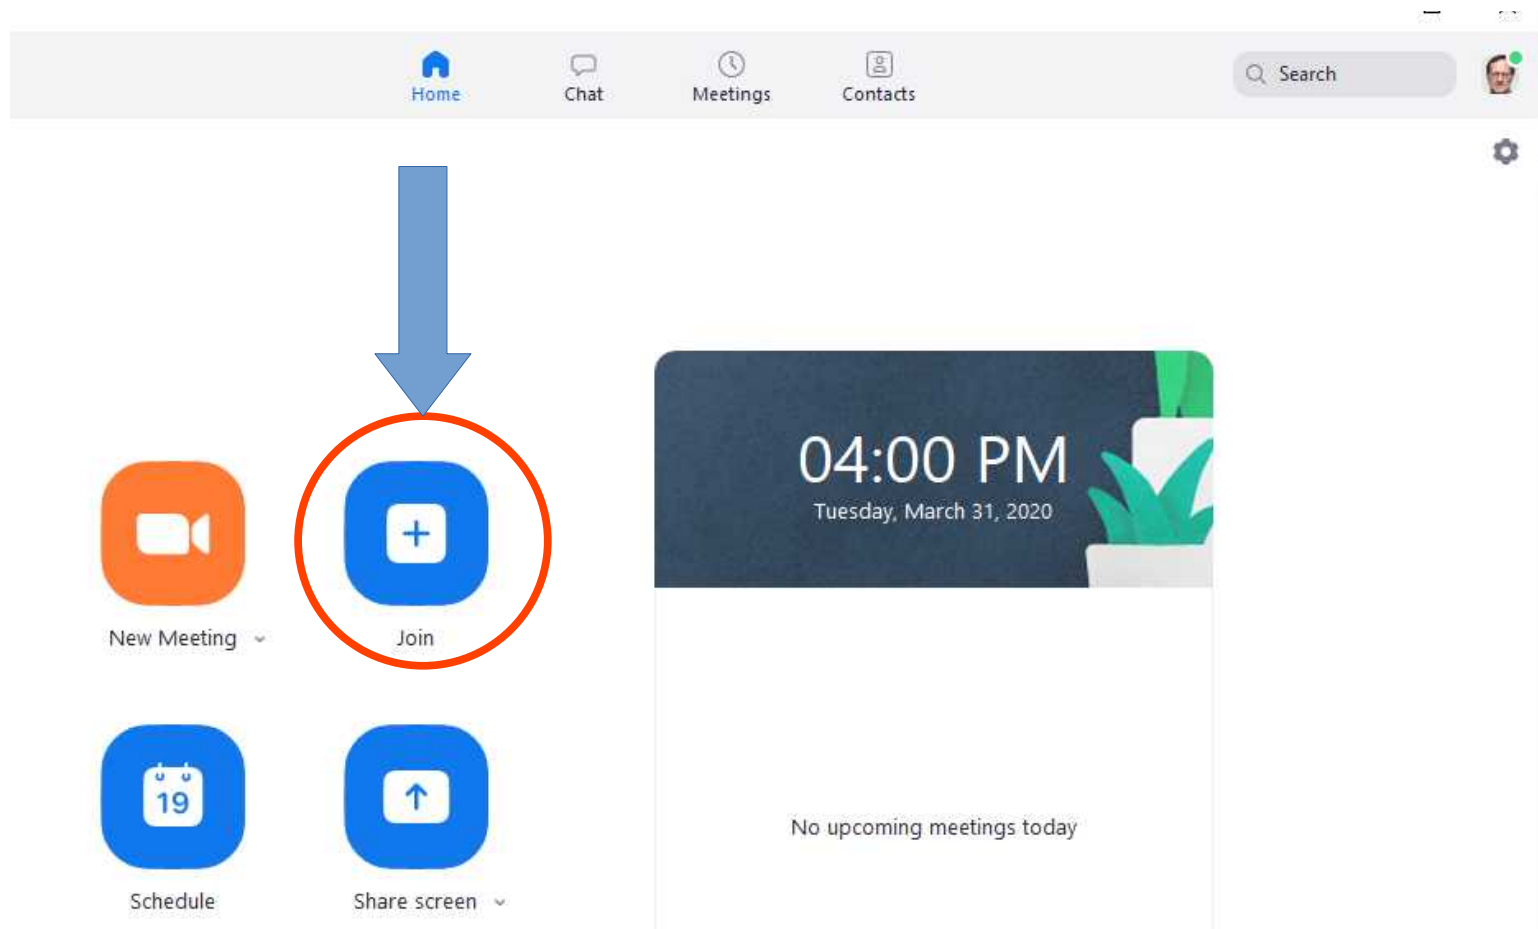 Home
Chat
Meetings
Contacts
Search
04:00 PM
Tuesday, March 31, 2020
New Meeting
Join
19
Schedule
Share screen
No upcoming meetings today